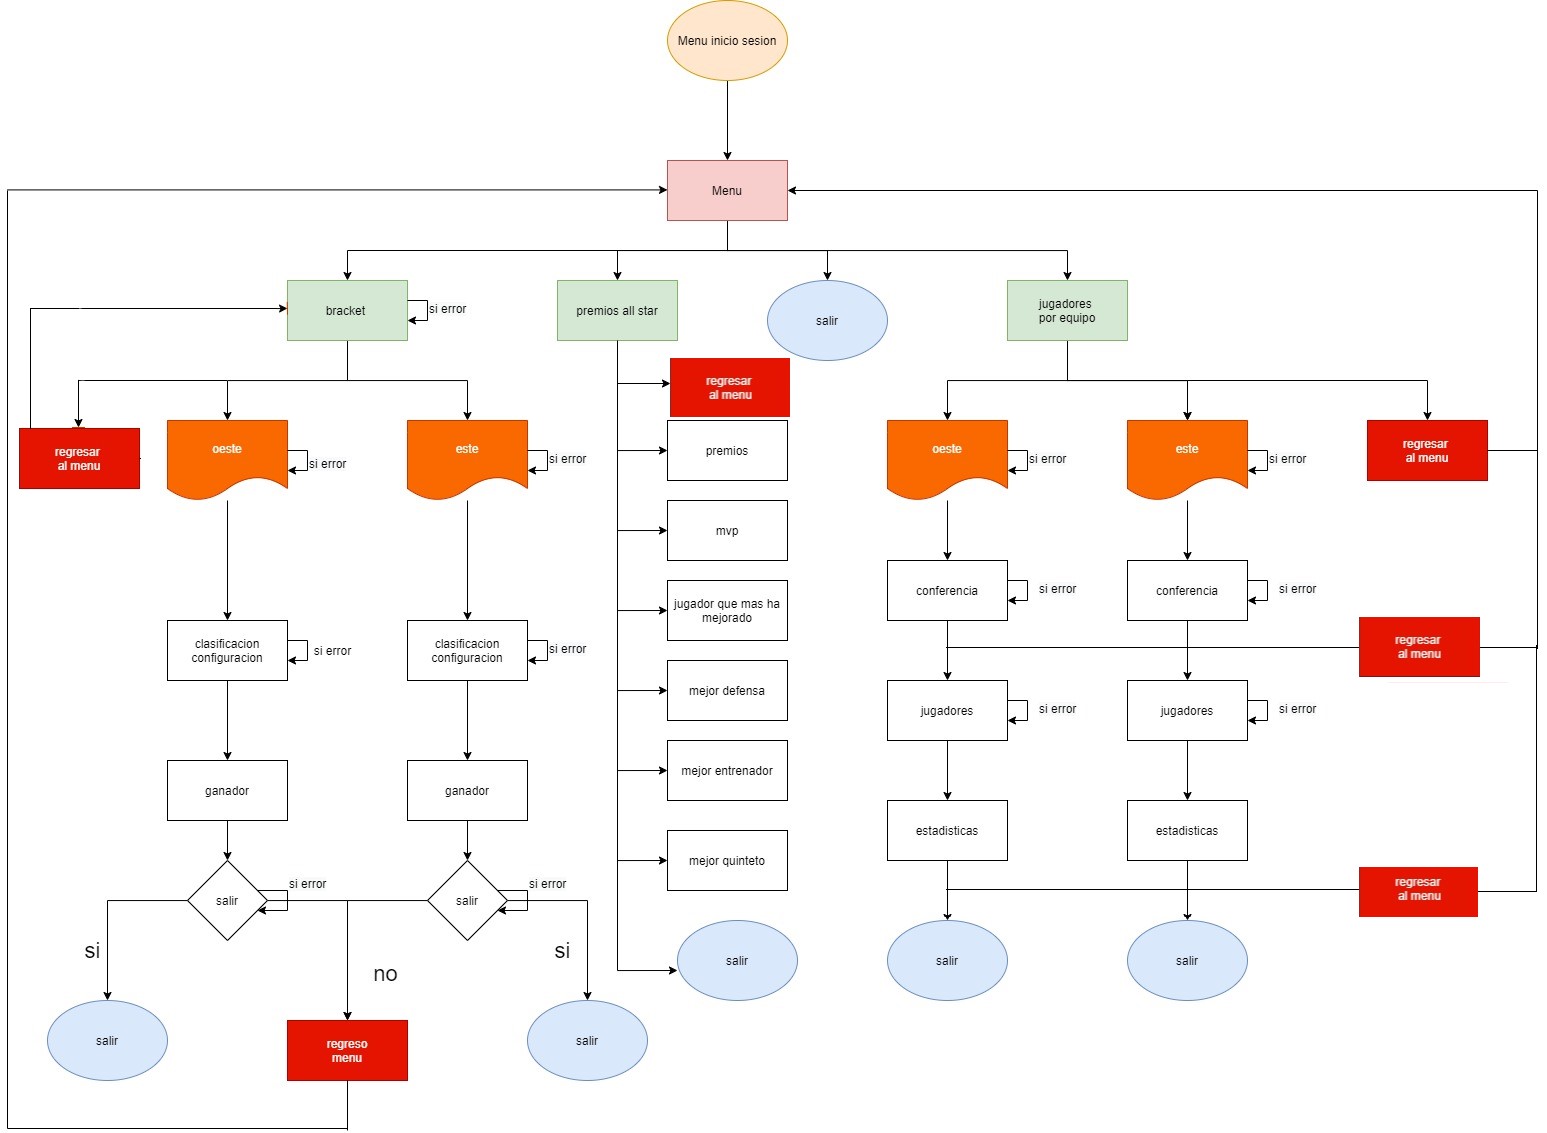 Menu inicio sesion
Menu
bracket
si error
premios all star
salir
jugadores
por equipo
regresar
al menu
oeste
si error
este
si error
regresar
al menu
premios
oeste
si error
este
si error
regresar
al menu
mvp
conferencia
si error
conferencia
si error
jugador que mas ha
mejorado
clasificacion
configuracion
si error
clasificacion
configuracion
si error
regresar
al menu
mejor defensa
jugadores
si error
jugadores
si error
ganador
ganador
mejor entrenador
estadisticas
estadisticas
mejor quinteto
salir
si error
salir
si error
regresar
al menu
si
no
si
salir
salir
salir
salir
regreso
menu
salir